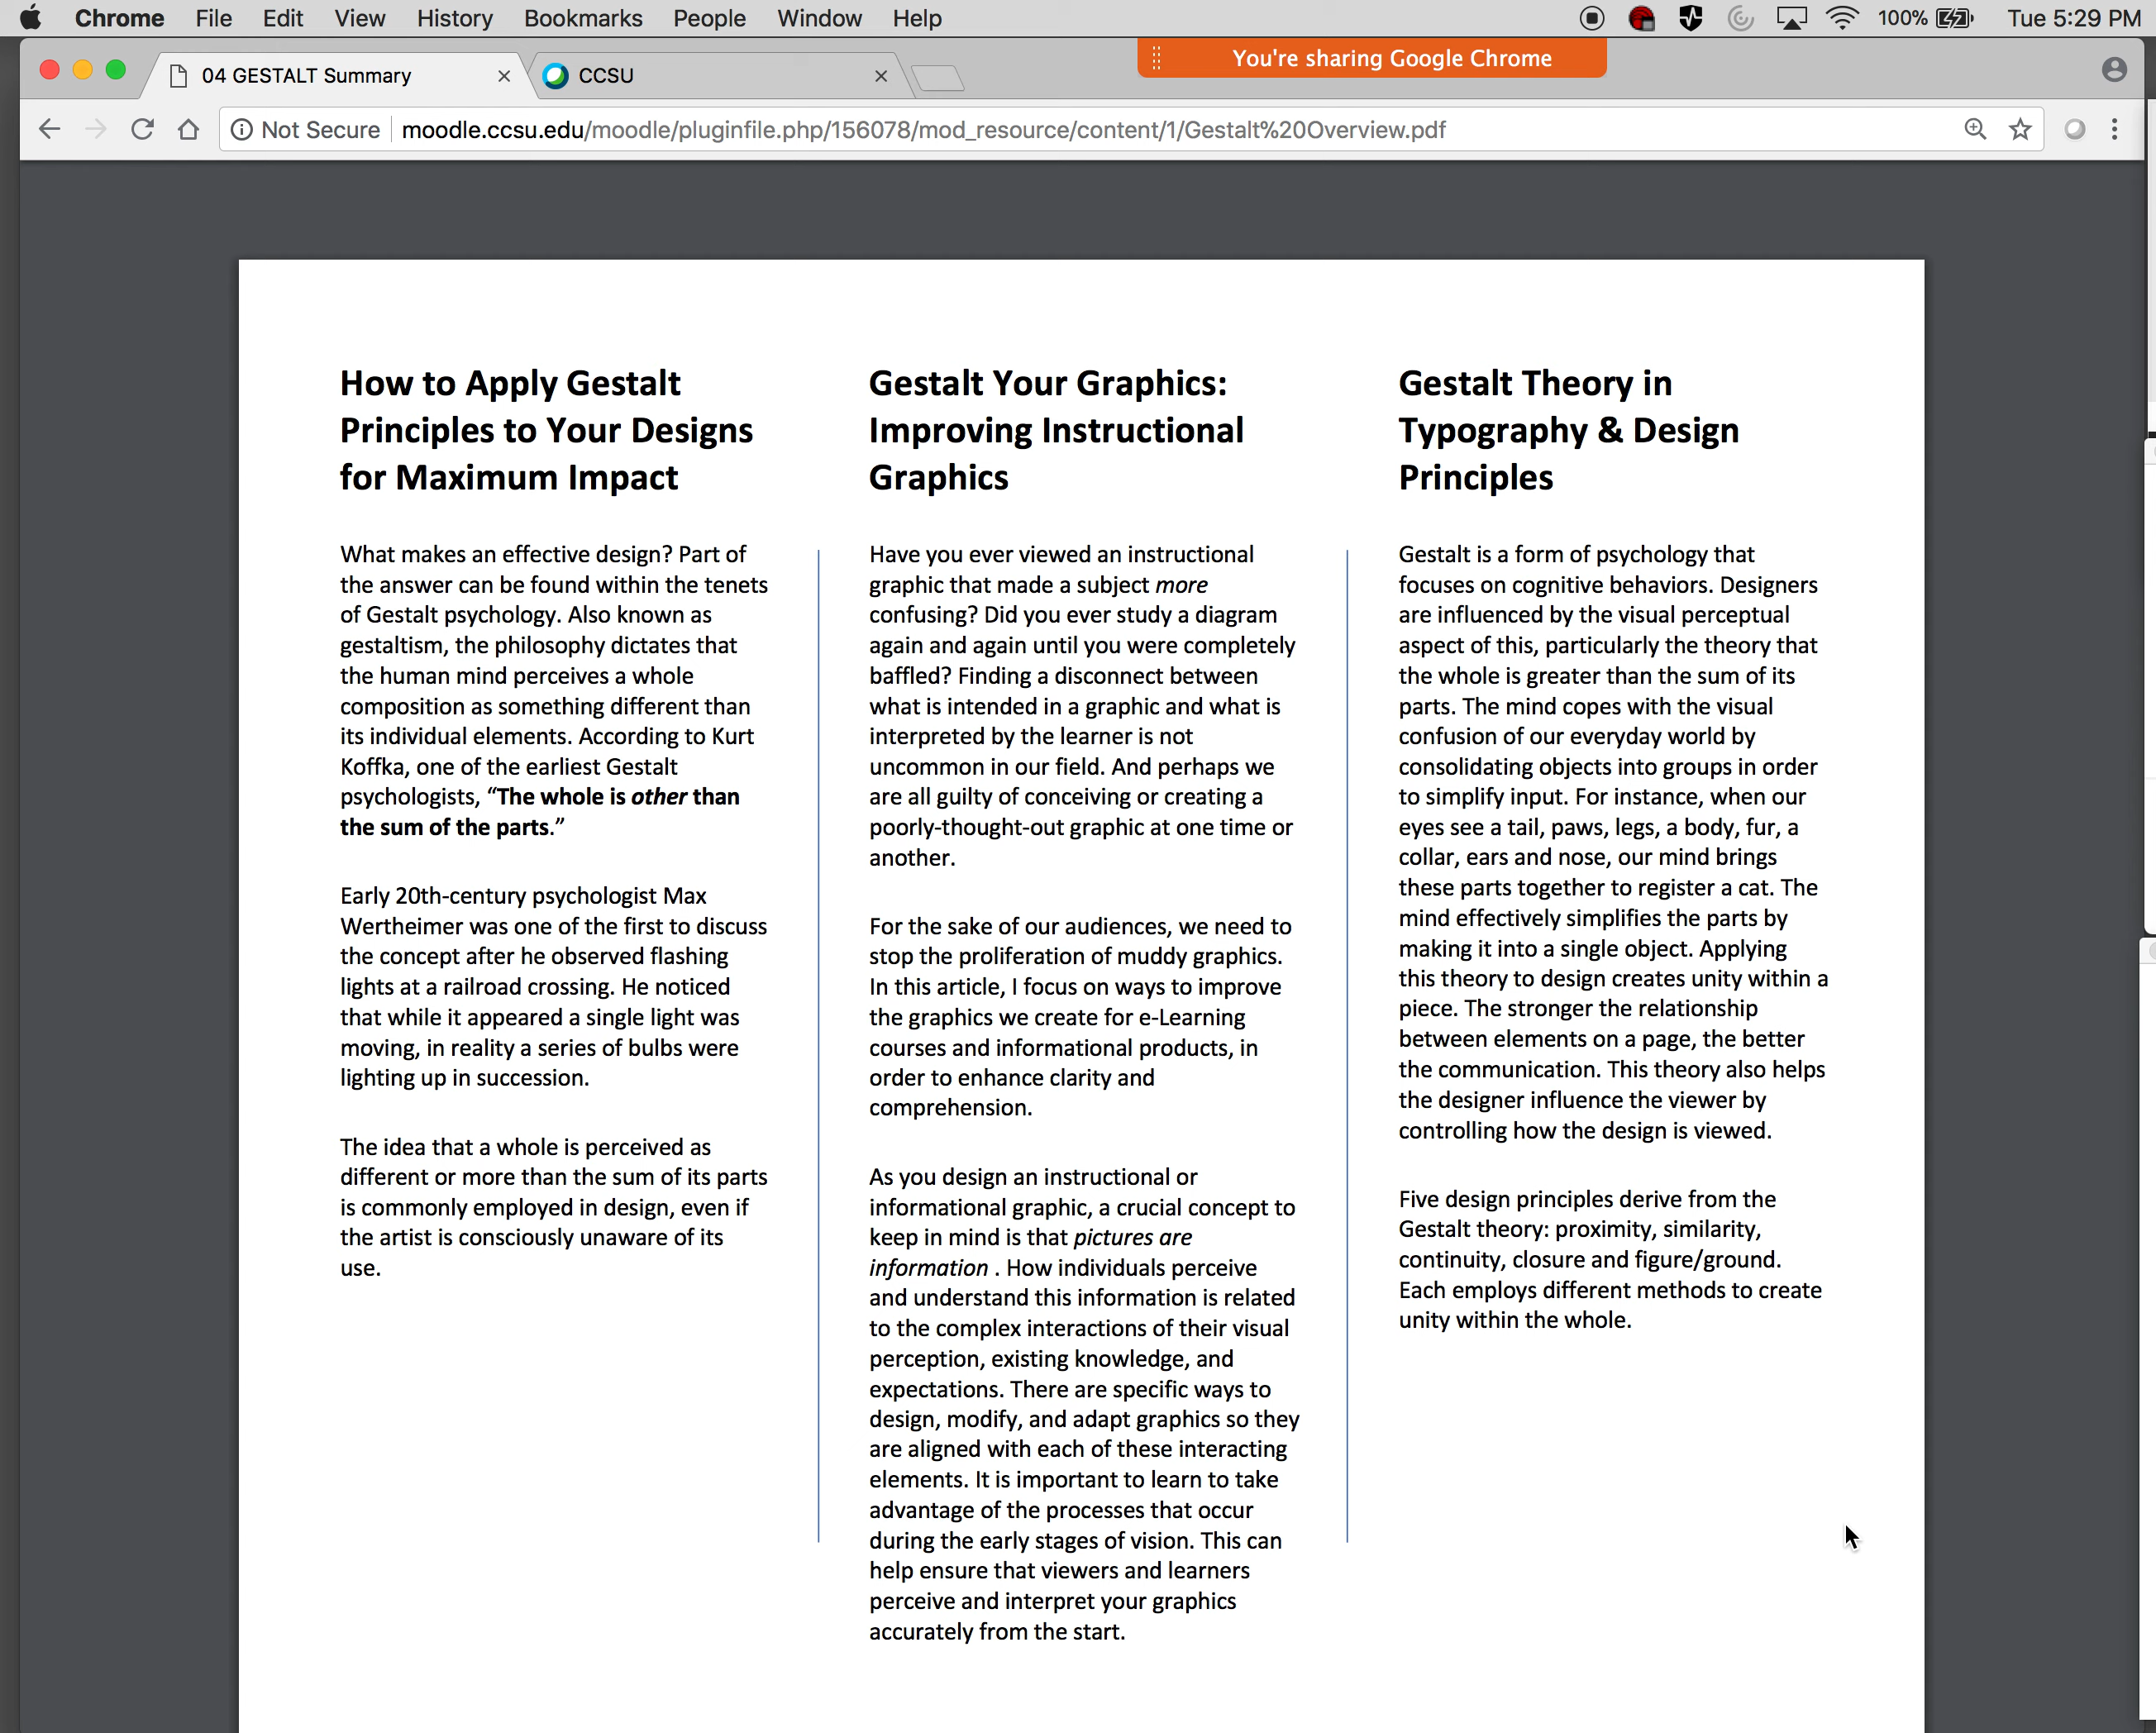 Chrome File Edit View History Bookmarks People Window Help 100% Tue 5:29 PM
04 GESTALT Summary
CCSU
You're sharing Google Chrome
Not Secure moodle.ccsu.edu/moodle/pluginfile.php/156078/mod_resource/content/1/Gestalt%20Overview.pdf
How to Apply Gestalt
Principles to Your Designs
for Maximum Impact
What makes an effective design? Part of
the answer can be found within the tenets
of Gestalt psychology. Also known as
gestaltism, the philosophy dictates that
the human mind perceives a whole
composition as something different than
its individual elements. According to Kurt
Koffka, one of the earliest Gestalt
psychologists, “The whole is other than
the sum of the parts.”
Early 20th-century psychologist Max
Wertheimer was one of the first to discuss
the concept after he observed flashing
lights at a railroad crossing. He noticed
that while it appeared a single light was
moving, in reality a series of bulbs were
lighting up in succession.
The idea that a whole is perceived as
different or more than the sum of its parts
is commonly employed in design, even if
the artist is consciously unaware of its
use.
Gestalt Your Graphics:
Improving Instructional
Graphics
Have you ever viewed an instructional
graphic that made a subject more
confusing? Did you ever study a diagram
again and again until you were completely
baffled? Finding a disconnect between
what is intended in a graphic and what is
interpreted by the learner is not
uncommon in our field. And perhaps we
are all guilty of conceiving or creating a
poorly-thought-out graphic at one time or
another.
For the sake of our audiences, we need to
stop the proliferation of muddy graphics.
In this article, I focus on ways to improve
the graphics we create for e-Learning
courses and informational products, in
order to enhance clarity and
comprehension.
As you design an instructional or
informational graphic, a crucial concept to
keep in mind is that pictures are
information . How individuals perceive
and understand this information is related
to the complex interactions of their visual
perception, existing knowledge, and
expectations. There are specific ways to
design, modify, and adapt graphics so they
are aligned with each of these interacting
elements. It is important to learn to take
advantage of the processes that occur
during the early stages of vision. This can
help ensure that viewers and learners
perceive and interpret your graphics
accurately from the start.
Gestalt Theory in
Typography & Design
Principles
Gestalt is a form of psychology that
focuses on cognitive behaviors. Designers
are influenced by the visual perceptual
aspect of this, particularly the theory that
the whole is greater than the sum of its
parts. The mind copes with the visual
confusion of our everyday world by
consolidating objects into groups in order
to simplify input. For instance, when our
eyes see a tail, paws, legs, a body, fur, a
collar, ears and nose, our mind brings
these parts together to register a cat. The
mind effectively simplifies the parts by
making it into a single object. Applying
this theory to design creates unity within a
piece. The stronger the relationship
between elements on a page, the better
the communication. This theory also helps
the designer influence the viewer by
controlling how the design is viewed.
Five design principles derive from the
Gestalt theory: proximity, similarity,
continuity, closure and figure/ground.
Each employs different methods to create
unity within the whole.